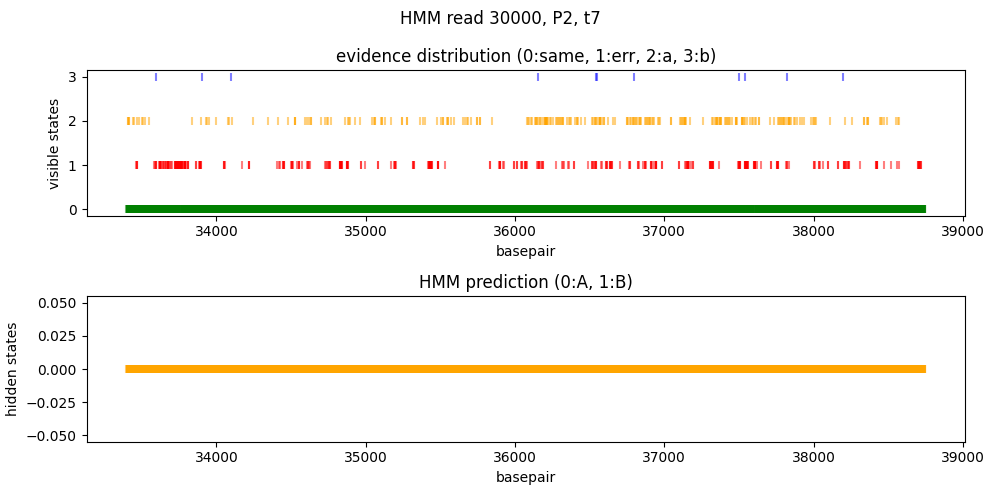 HMM read 30000, P2, t7
evidence distribution (0:same, 1:err, 2:a, 3:b)
visible states
3
2
1
0
34000 35000 36000 37000 38000 39000
basepair
HMM prediction (0:A, 1:B)
hidden states
0.050
0.025
0.000
−0.025
−0.050
34000 35000 36000 37000 38000 39000
basepair